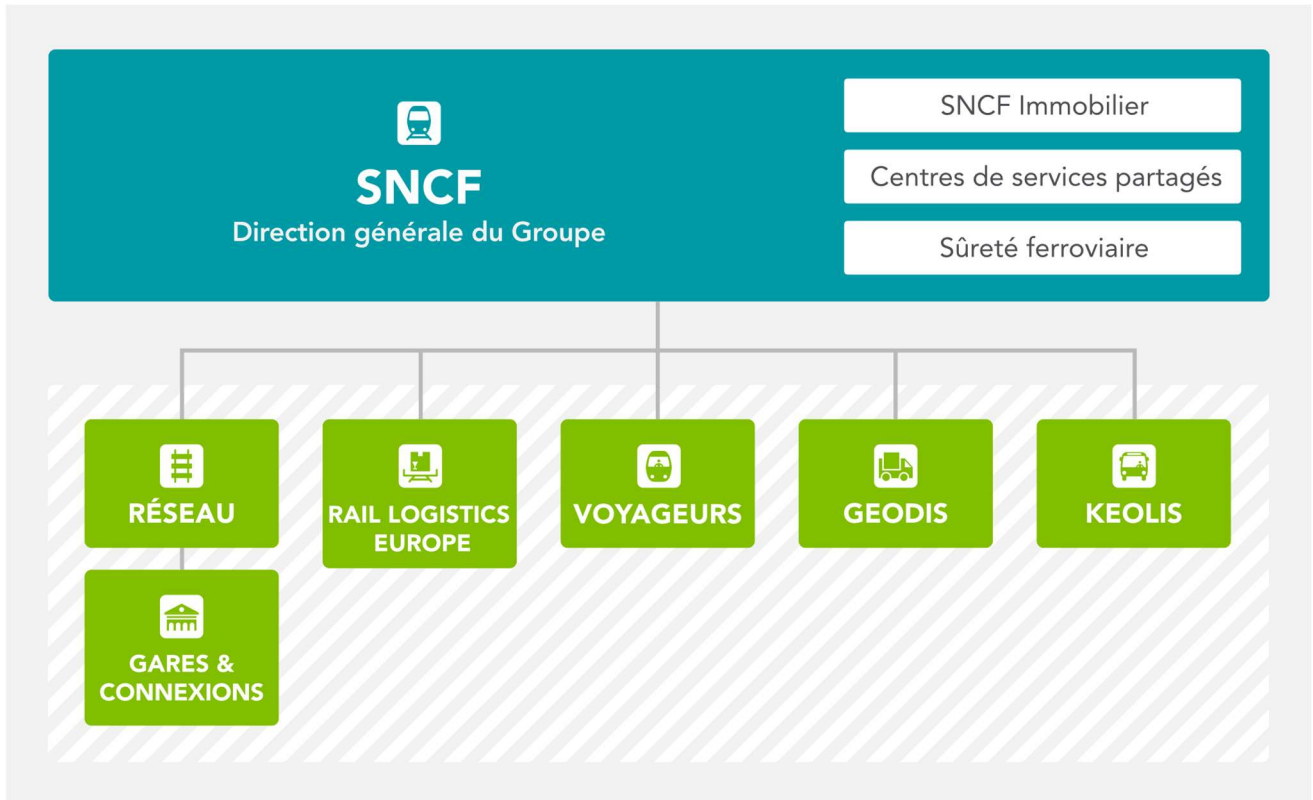 SNCF
Direction générale du Groupe
SNCF Immobilier
Centres de services partagés
Sûreté ferroviaire
RÉSEAU
RAIL LOGISTICS
EUROPE
VOYAGEURS
GEODIS
KEOLIS
GARES &
CONNEXIONS